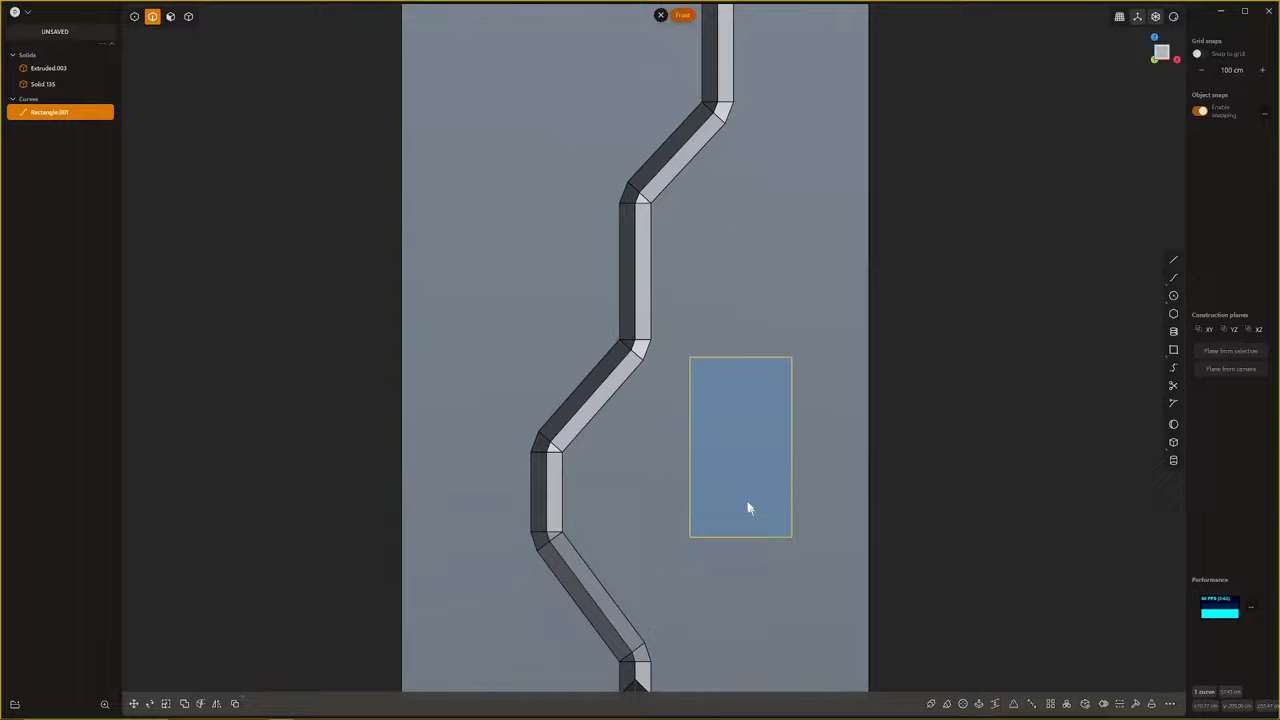 UNSAVED
Solids
Extruded.003
Solid 135
Curves
Rectangle.001
Front
Grid snaps
Snap to grid
100 cm
Object snaps
Enable
snapping
Construction planes
XY YZ XZ
Plane from selection
Plane from camera
Performance
1 curve